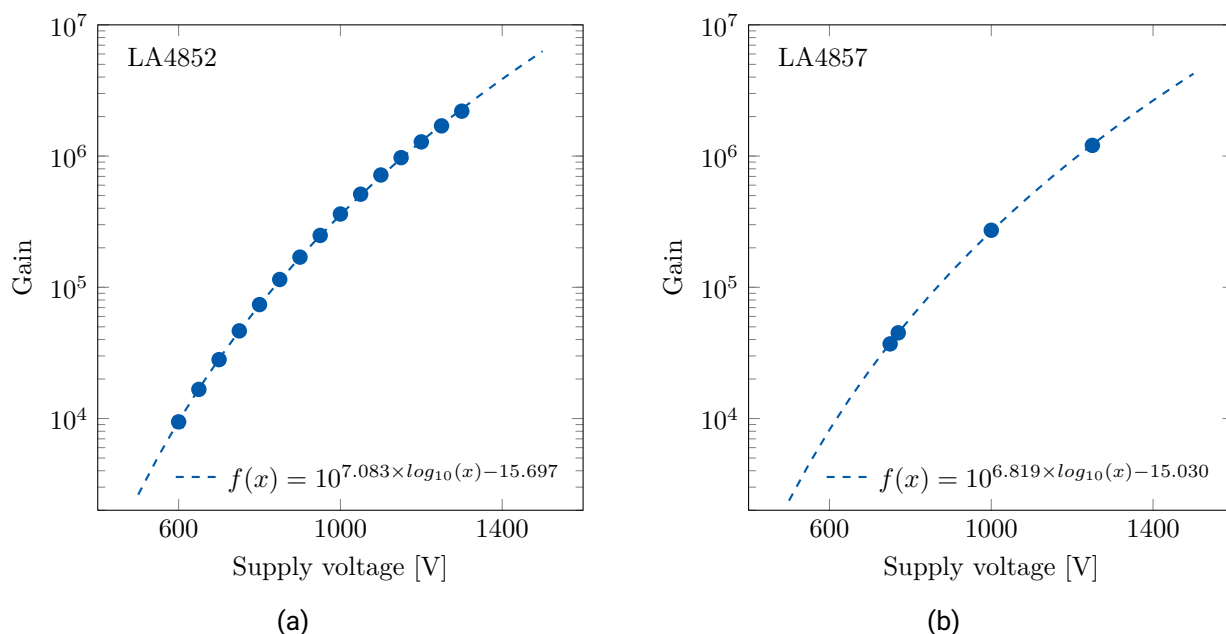 LA4852
10^7
10^6
10^5
10^4
Gain
f(x) = 10^{7.083×log_{10}(x)−15.697}
600 1000 1400
Supply voltage [V]
(a)
LA4857
10^7
10^6
10^5
10^4
Gain
f(x) = 10^{6.819×log_{10}(x)−15.030}
600 1000 1400
Supply voltage [V]
(b)